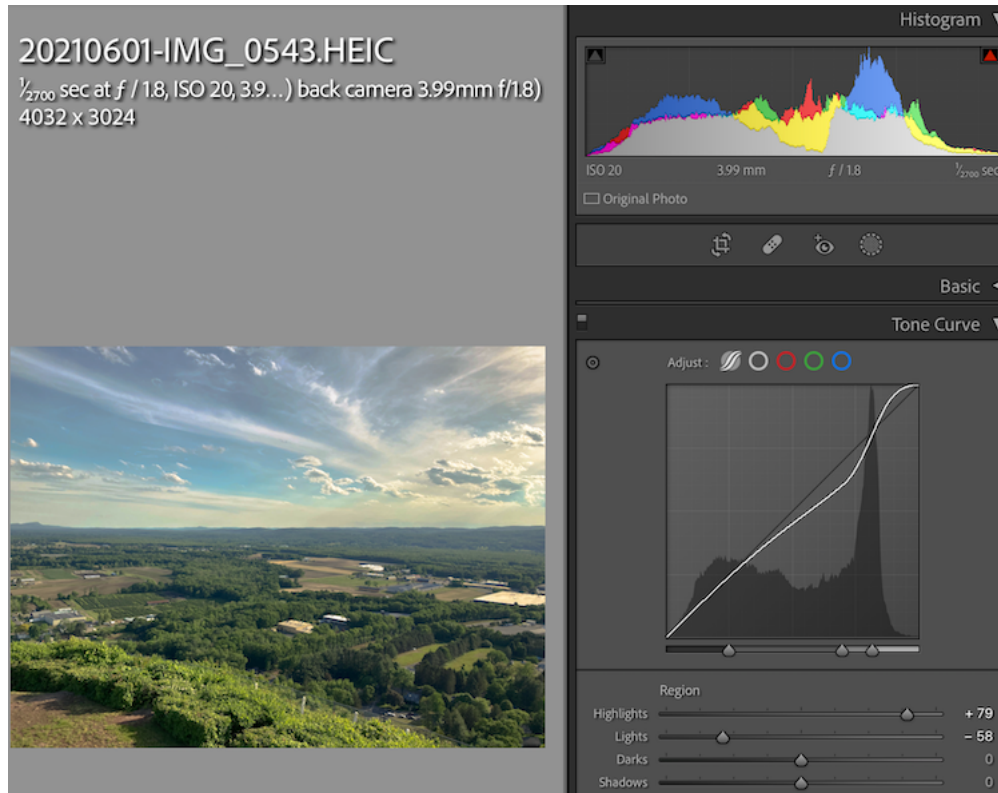 20210601-IMG_0543.HEIC
1/2700 sec at ƒ / 1.8, ISO 20, 3.9...) back camera 3.99mm f/1.8)
4032 x 3024
Histogram
ISO 20 3.99 mm ƒ / 1.8 1/2700 sec
Original Photo
Basic
Tone Curve
Adjust :
Region
Highlights + 79
Lights - 58
Darks 0
Shadows 0